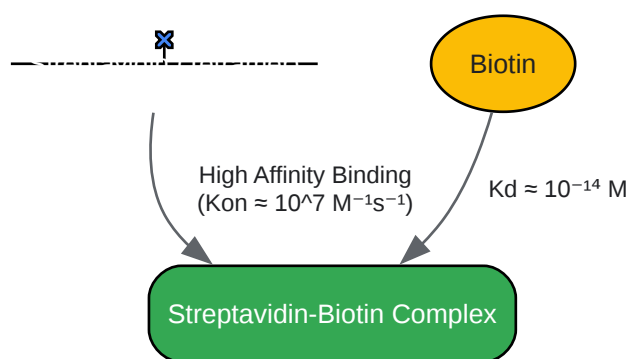 Biotin
High Affinity Binding
(Kon ≈ 10^7 M⁻¹s⁻¹)
Kd ≈ 10⁻¹⁴ M
Streptavidin-Biotin Complex